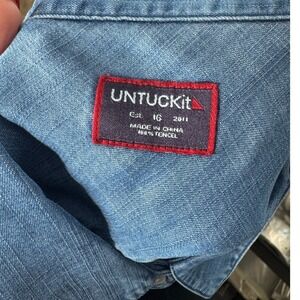 UNTUCKit
Est. 16 2011
MADE IN CHINA
100% TENCEL